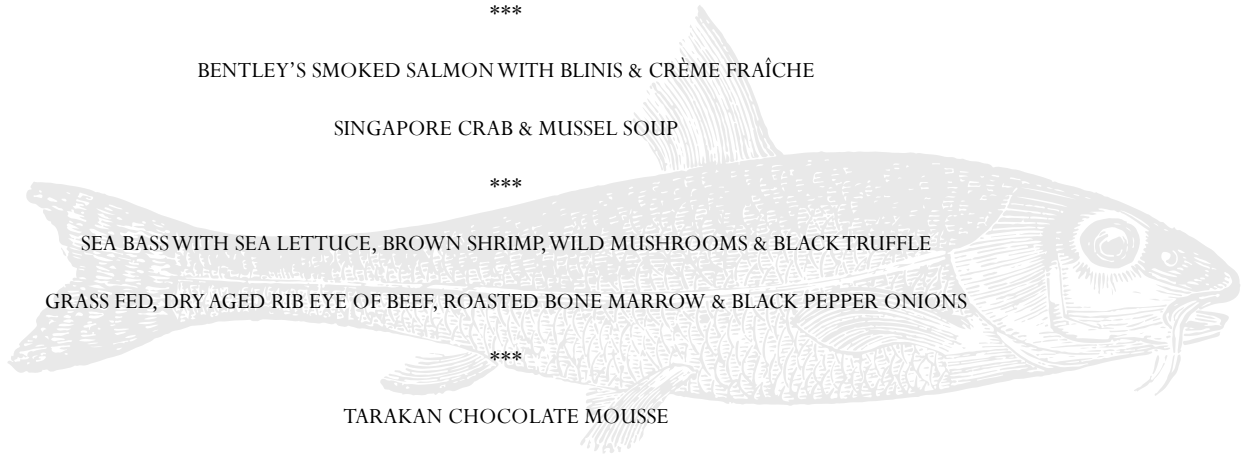 ***
BENTLEY'S SMOKED SALMON WITH BLINIS & CRÈME FRAÎCHE
SINGAPORE CRAB & MUSSEL SOUP
***
SEA BASS WITH SEA LETTUCE, BROWN SHRIMP, WILD MUSHROOMS & BLACK TRUFFLE
GRASS FED, DRY AGED RIB EYE OF BEEF, ROASTED BONE MARROW & BLACK PEPPER ONIONS
***
TARAKAN CHOCOLATE MOUSSE